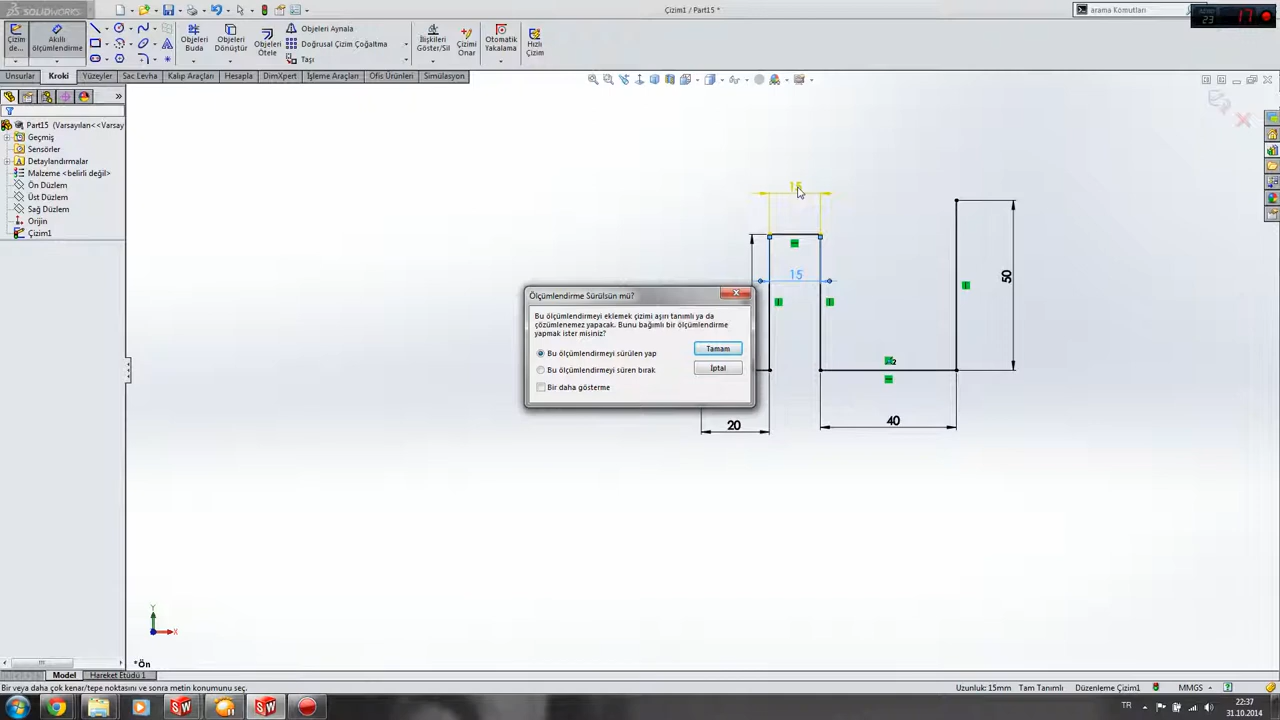 SOLIDWORKS
Çizim1 / Part15 *
arama Komutları
23
17
Çizim
de...
Akıllı
ölçümlendirme
Objeleri
Buda
Objeleri
Dönüştür
Objeleri
Ötele
Objeleri Aynala
Doğrusal Çizim Çoğaltma
Taşı
İlişkileri
Göster/Sil
Çizimi
Onar
Otomatik
Yakalama
Hızlı
Çizim
Unsurlar
Kroki
Yüzeyler
Sac Levha
Kalıp Araçları
Hesapla
DimXpert
İşleme Araçları
Ofis Ürünleri
Simülasyon
Part15 (Varsayılan<<Varsay
Geçmiş
Sensörler
Detaylandırmalar
Malzeme <belirli değil>
Ön Düzlem
Üst Düzlem
Sağ Düzlem
Orijin
Çizim1
15
15
50
20
40
2
Ölçümlendirme Sürülsün mü?
Bu ölçümlendirmeyi eklemek çizimi aşırı tanımlı ya da
çözümlenemez yapacak. Bunu bağımlı bir ölçümlendirme
yapmak ister misiniz?
Bu ölçümlendirmeyi sürülen yap
Bu ölçümlendirmeyi süren bırak
Bir daha gösterme
Tamam
İptal
Y
X
*Ön
Model
Hareket Etüdü 1
Bir veya daha çok kenar/tepe noktasını ve sonra metin konumunu seç.
Uzunluk: 15mm
Tam Tanımlı
Düzenleme Çizim1
MMGS
TR
22:37
31.10.2014